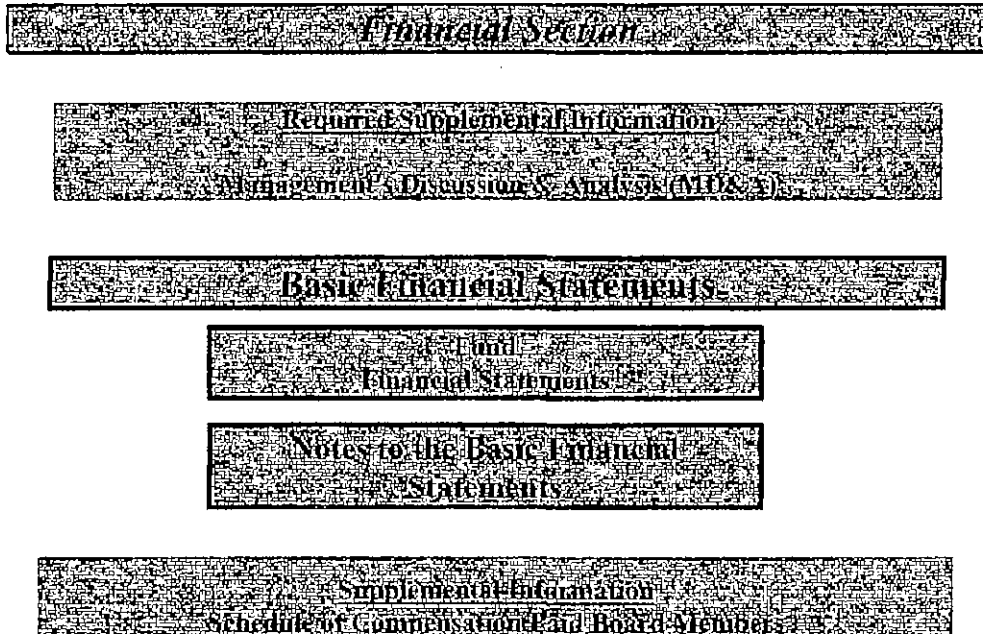 Financial Section
Required Supplemental Information
Management's Discussion & Analysis (MD&A)
Basic Financial Statements
Fund
Financial Statements
Notes to the Basic Financial
Statements
Supplemental Information
Schedule of Compensation Paid Board Members